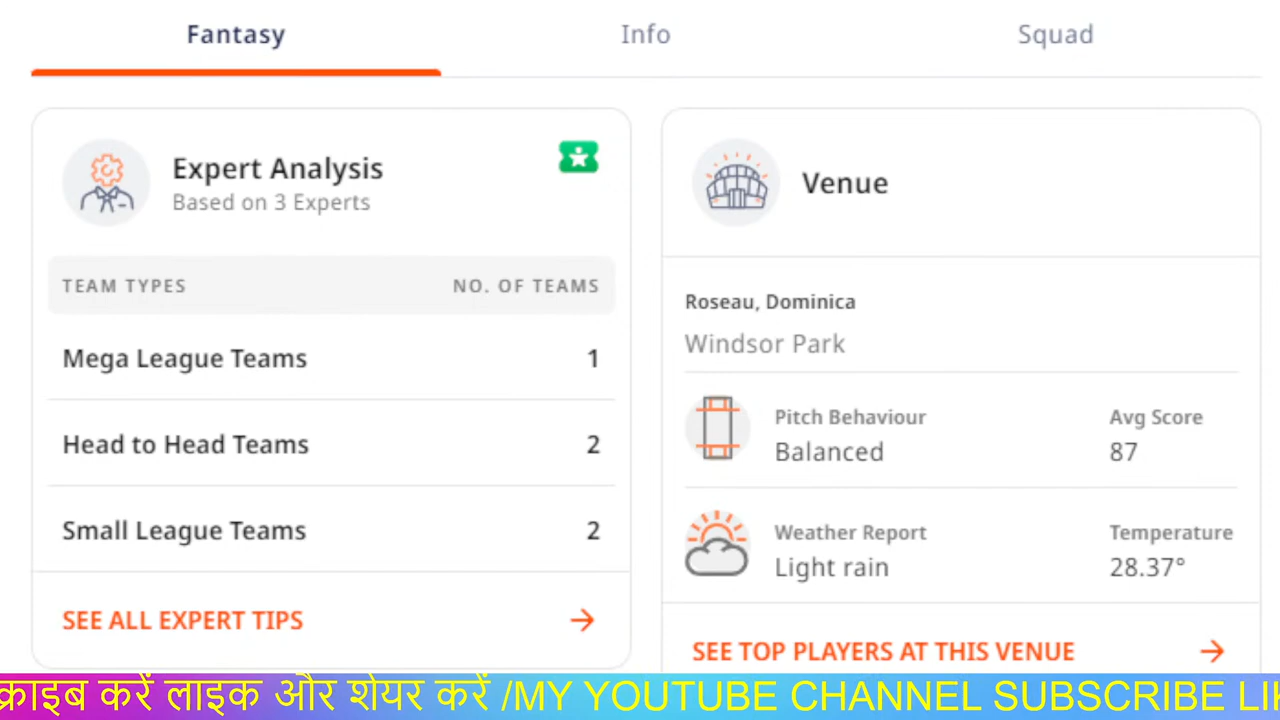 Fantasy
Info
Squad
Expert Analysis
Based on 3 Experts
TEAM TYPES NO. OF TEAMS
Mega League Teams 1
Head to Head Teams 2
Small League Teams 2
SEE ALL EXPERT TIPS
Venue
Roseau, Dominica
Windsor Park
Pitch Behaviour Avg Score
Balanced 87
Weather Report Temperature
Light rain 28.37°
SEE TOP PLAYERS AT THIS VENUE
करें लाइक और शेयर करें /MY YOUTUBE CHANNEL SUBSCRIBE